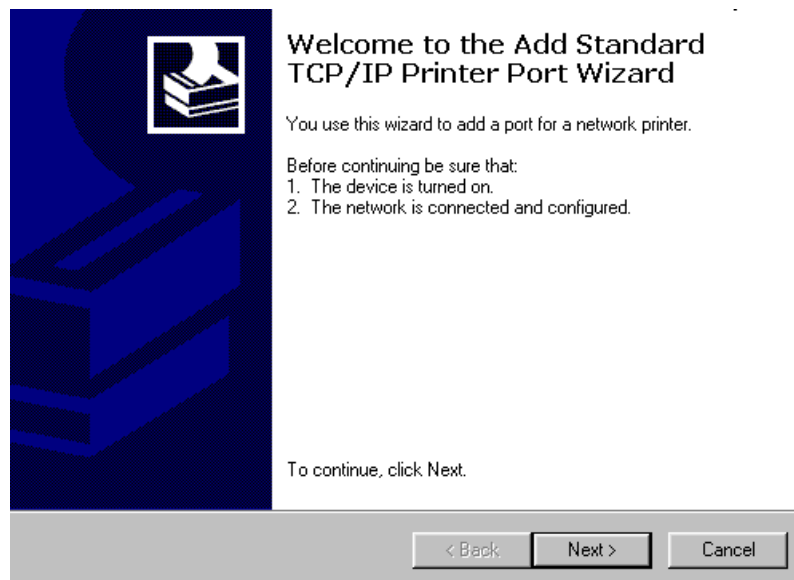 Welcome to the Add Standard
TCP/IP Printer Port Wizard
You use this wizard to add a port for a network printer.
Before continuing be sure that:
1. The device is turned on.
2. The network is connected and configured.
To continue, click Next.
< Back Next > Cancel